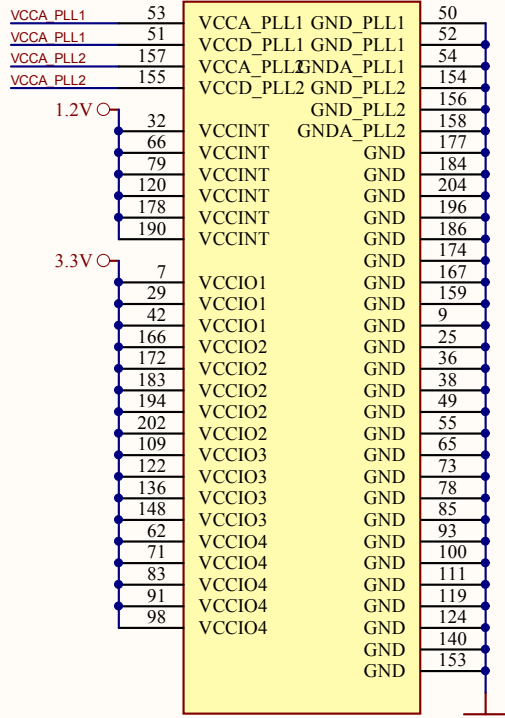 VCCA_PLL1 53 VCCA_PLL1 GND_PLL1 50
VCCA_PLL1 51 VCCD_PLL1 GND_PLL1 52
VCCA_PLL2 157 VCCA_PLL2 GNDA_PLL1 54
VCCA_PLL2 155 VCCD_PLL2 GND_PLL2 154
1.2V GND_PLL2 156
32 VCCINT GNDA_PLL2 158
66 VCCINT GND 177
79 VCCINT GND 184
120 VCCINT GND 204
178 VCCINT GND 196
190 VCCINT GND 186
3.3V GND 174
7 VCCIO1 GND 167
29 VCCIO1 GND 159
42 VCCIO1 GND 9
166 VCCIO2 GND 25
172 VCCIO2 GND 36
183 VCCIO2 GND 38
194 VCCIO2 GND 49
202 VCCIO2 GND 55
109 VCCIO3 GND 65
122 VCCIO3 GND 73
136 VCCIO3 GND 78
148 VCCIO3 GND 85
62 VCCIO4 GND 93
71 VCCIO4 GND 100
83 VCCIO4 GND 111
91 VCCIO4 GND 119
98 VCCIO4 GND 124
GND 140
GND 153